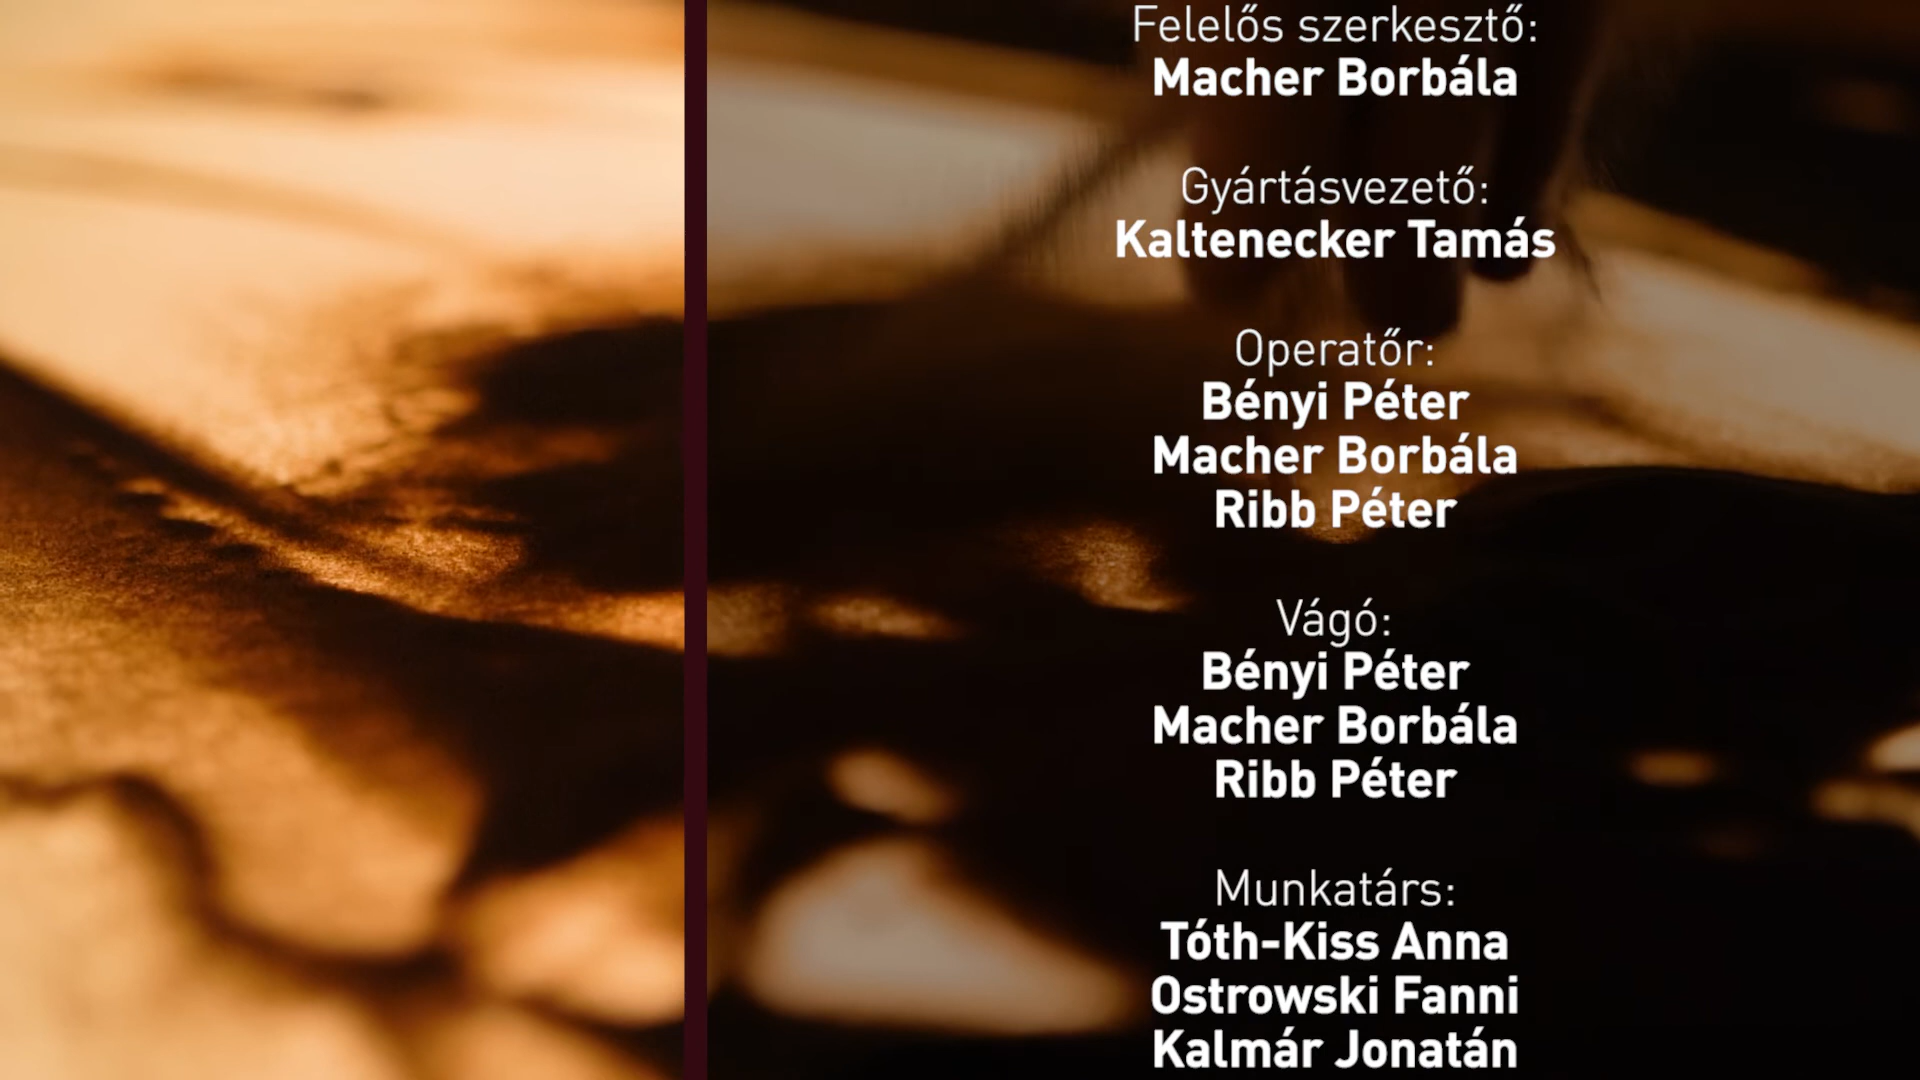 Felelős szerkesztő:
Macher Borbála
Gyártásvezető:
Kaltenecker Tamás
Operatőr:
Bényi Péter
Macher Borbála
Ribb Péter
Vágó:
Bényi Péter
Macher Borbála
Ribb Péter
Munkatárs:
Tóth-Kiss Anna
Ostrowski Fanni
Kalmár Jonatán